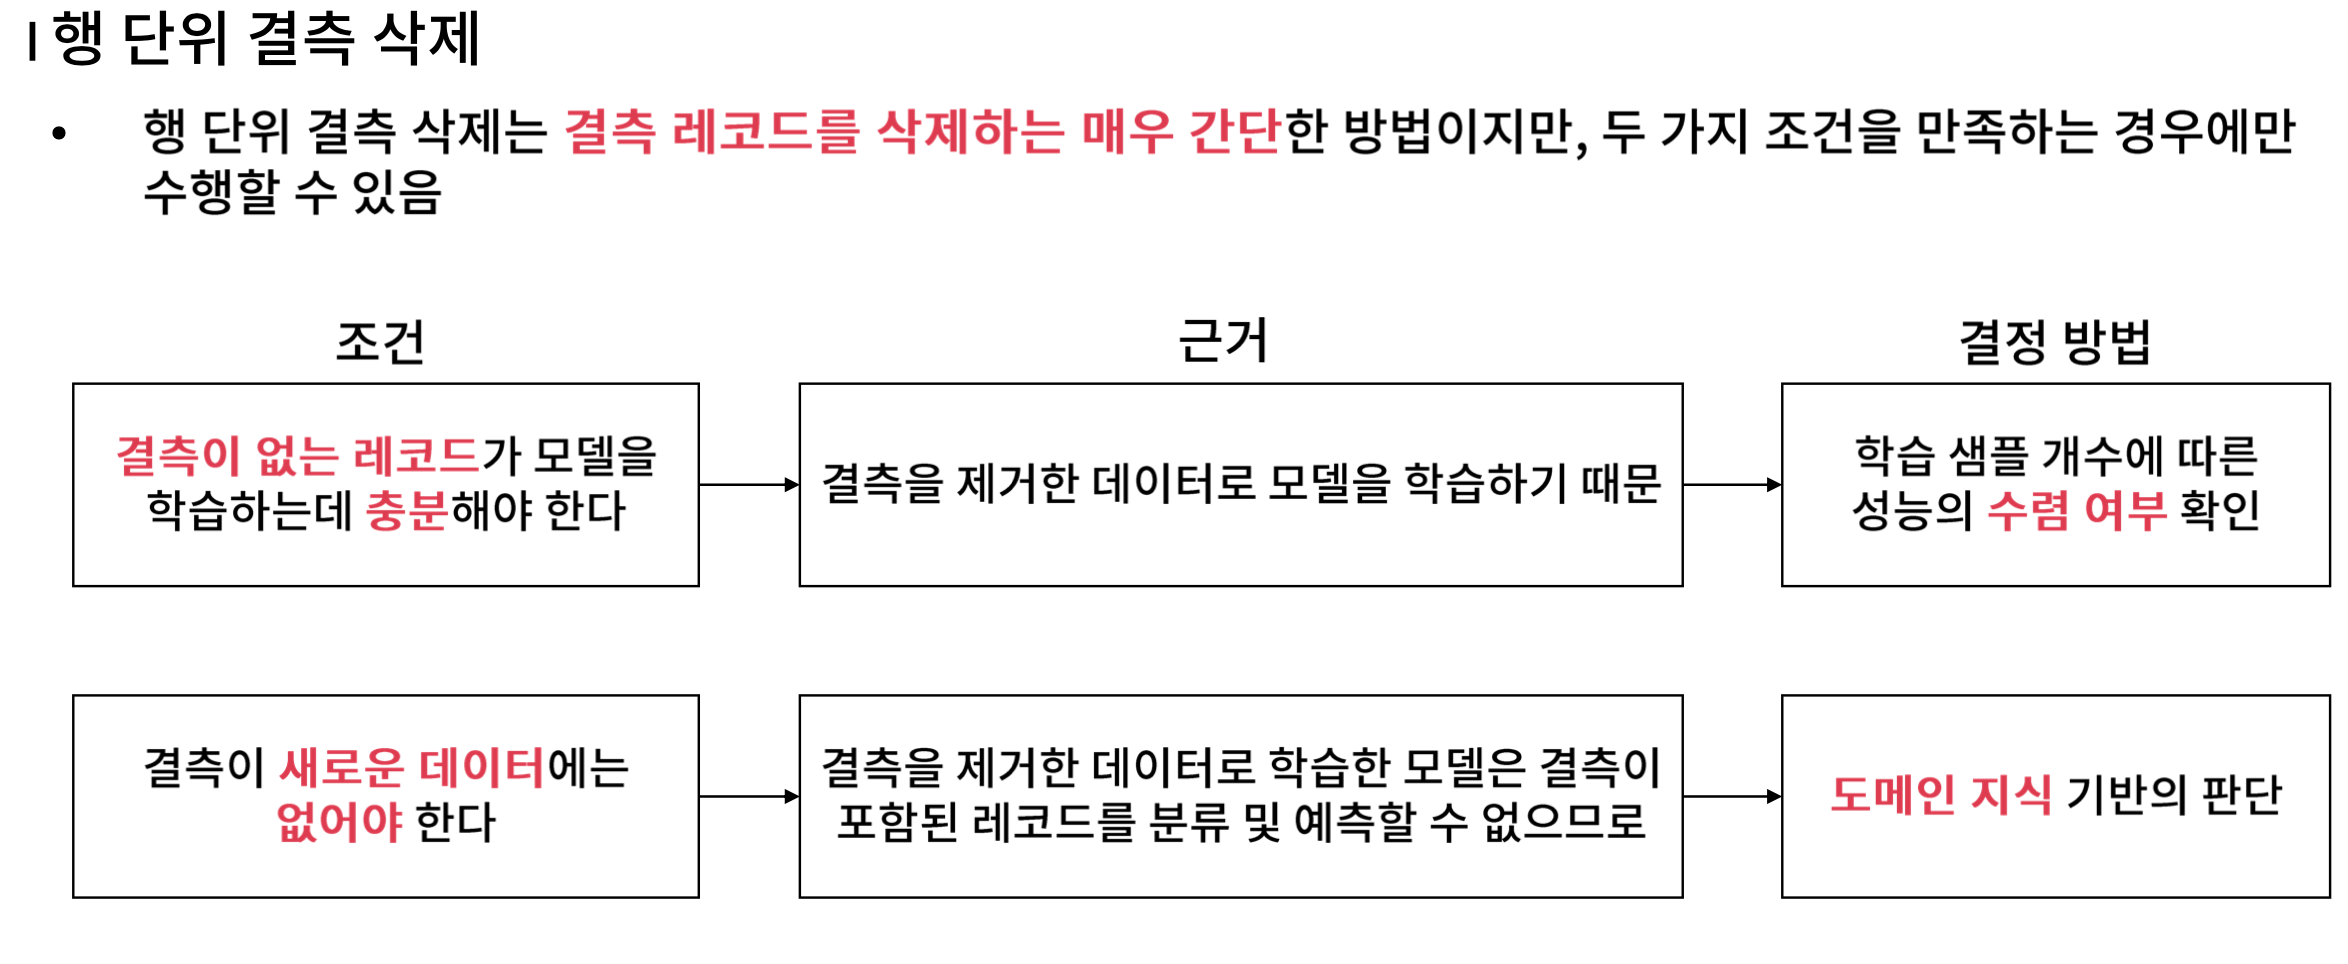 | 행 단위 결측 삭제
• 행 단위 결측 삭제는 결측 레코드를 삭제하는 매우 간단한 방법이지만, 두 가지 조건을 만족하는 경우에만
수행할 수 있음
조건
근거
결정 방법
결측이 없는 레코드가 모델을
학습하는데 충분해야 한다
결측을 제거한 데이터로 모델을 학습하기 때문
학습 샘플 개수에 따른
성능의 수렴 여부 확인
결측이 새로운 데이터에는
없어야 한다
결측을 제거한 데이터로 학습한 모델은 결측이
포함된 레코드를 분류 및 예측할 수 없으므로
도메인 지식 기반의 판단